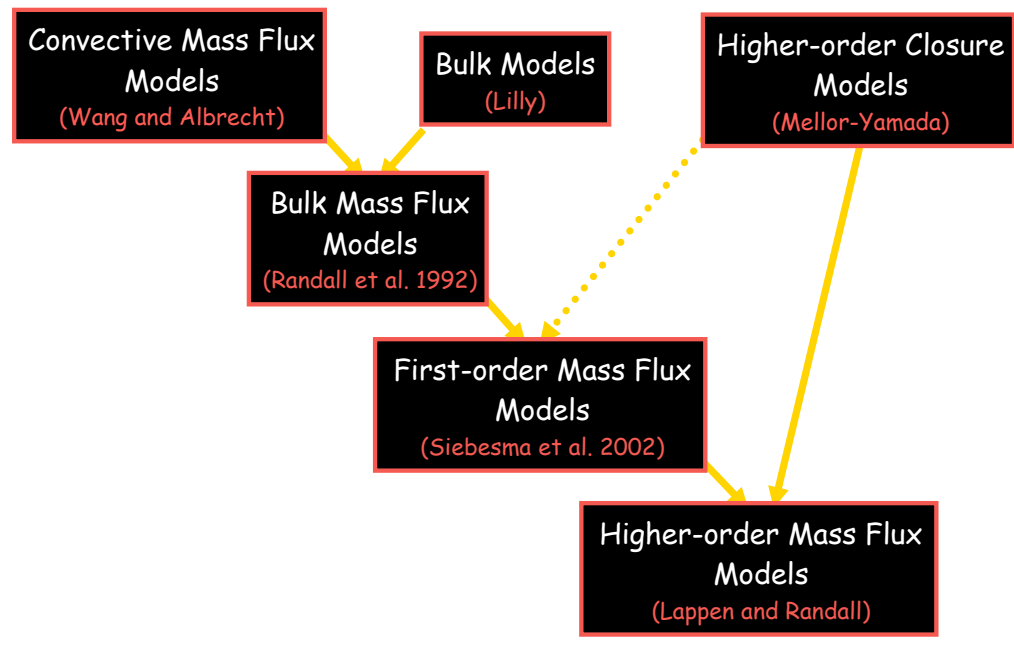 Convective Mass Flux
Models
(Wang and Albrecht)
Bulk Models
(Lilly)
Higher-order Closure
Models
(Mellor-Yamada)
Bulk Mass Flux
Models
(Randall et al. 1992)
First-order Mass Flux
Models
(Siebesma et al. 2002)
Higher-order Mass Flux
Models
(Lappen and Randall)